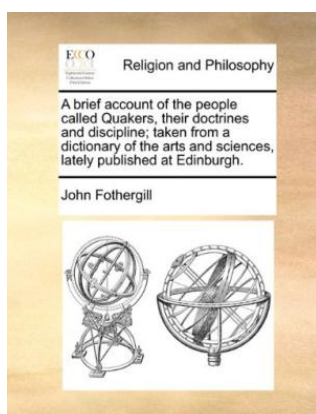 ECCO
Religion and Philosophy
A brief account of the people
called Quakers, their doctrines
and discipline; taken from a
dictionary of the arts and sciences,
lately published at Edinburgh.
John Fothergill